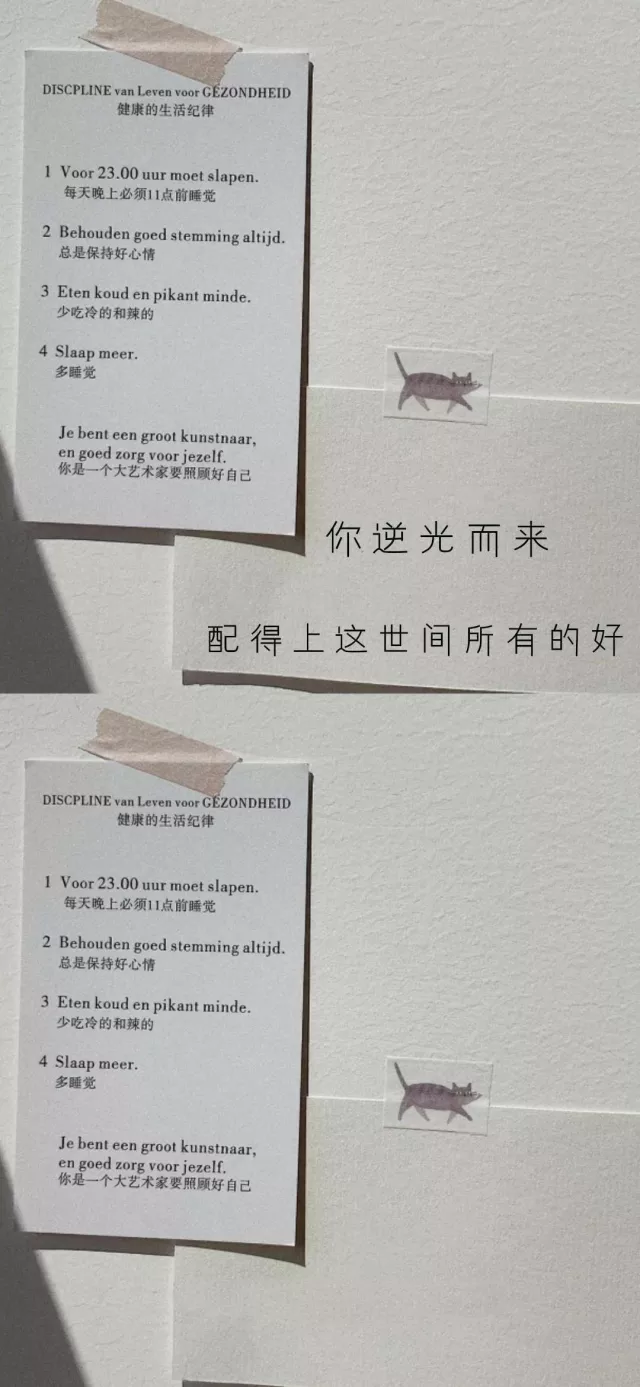 DISCPLINE van Leven voor GEZONDHEID
健康的生活纪律
1 Voor 23.00 uur moet slapen.
每天晚上必须11点前睡觉
2 Behouden goed stemming altijd.
总是保持好心情
3 Eten koud en pikant minde.
少吃冷的和辣的
4 Slaap meer.
多睡觉
Je bent een groot kunstnaar,
en goed zorg voor jezelf.
你是一个大艺术家要照顾好自己
你逆光而来
配得上这世间所有的好
DISCPLINE van Leven voor GEZONDHEID
健康的生活纪律
1 Voor 23.00 uur moet slapen.
每天晚上必须11点前睡觉
2 Behouden goed stemming altijd.
总是保持好心情
3 Eten koud en pikant minde.
少吃冷的和辣的
4 Slaap meer.
多睡觉
Je bent een groot kunstnaar,
en goed zorg voor jezelf.
你是一个大艺术家要照顾好自己